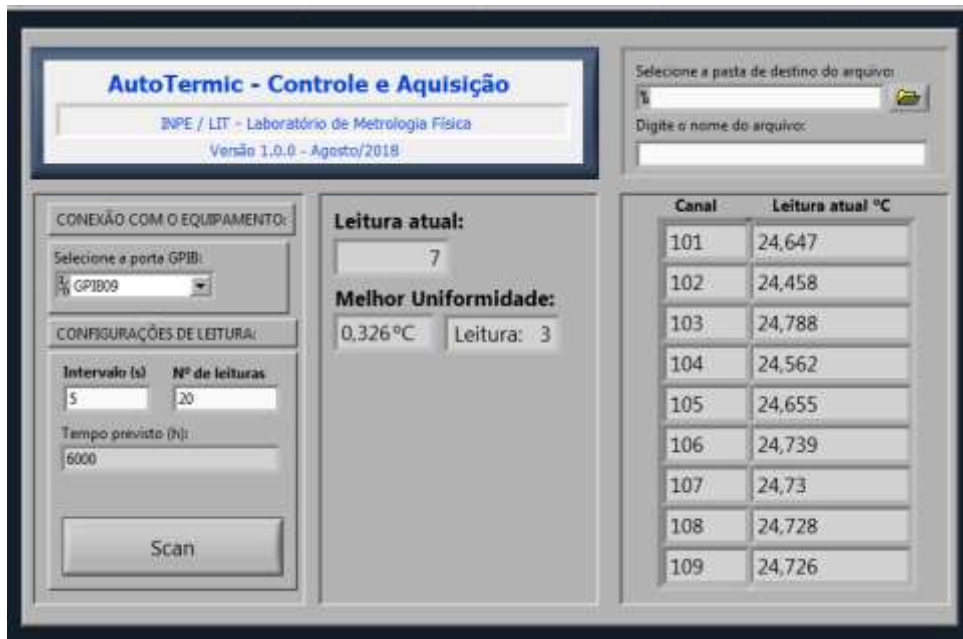 AutoTermic - Controle e Aquisição
INPE / LIT - Laboratório de Metrologia Física
Versão 1.0.0 - Agosto/2018
Selecione a pasta de destino do arquivo:
Digite o nome do arquivo:
CONEXÃO COM O EQUIPAMENTO:
Selecione a porta GPIB:
GPIB09
CONFIGURAÇÕES DE LEITURA:
Intervalo (s) Nº de leituras
5 20
Tempo previsto (h):
6000
Scan
Leitura atual:
7
Melhor Uniformidade:
0,326ºC Leitura: 3
Canal Leitura atual ºC
101 24,647
102 24,458
103 24,788
104 24,562
105 24,655
106 24,739
107 24,73
108 24,728
109 24,726